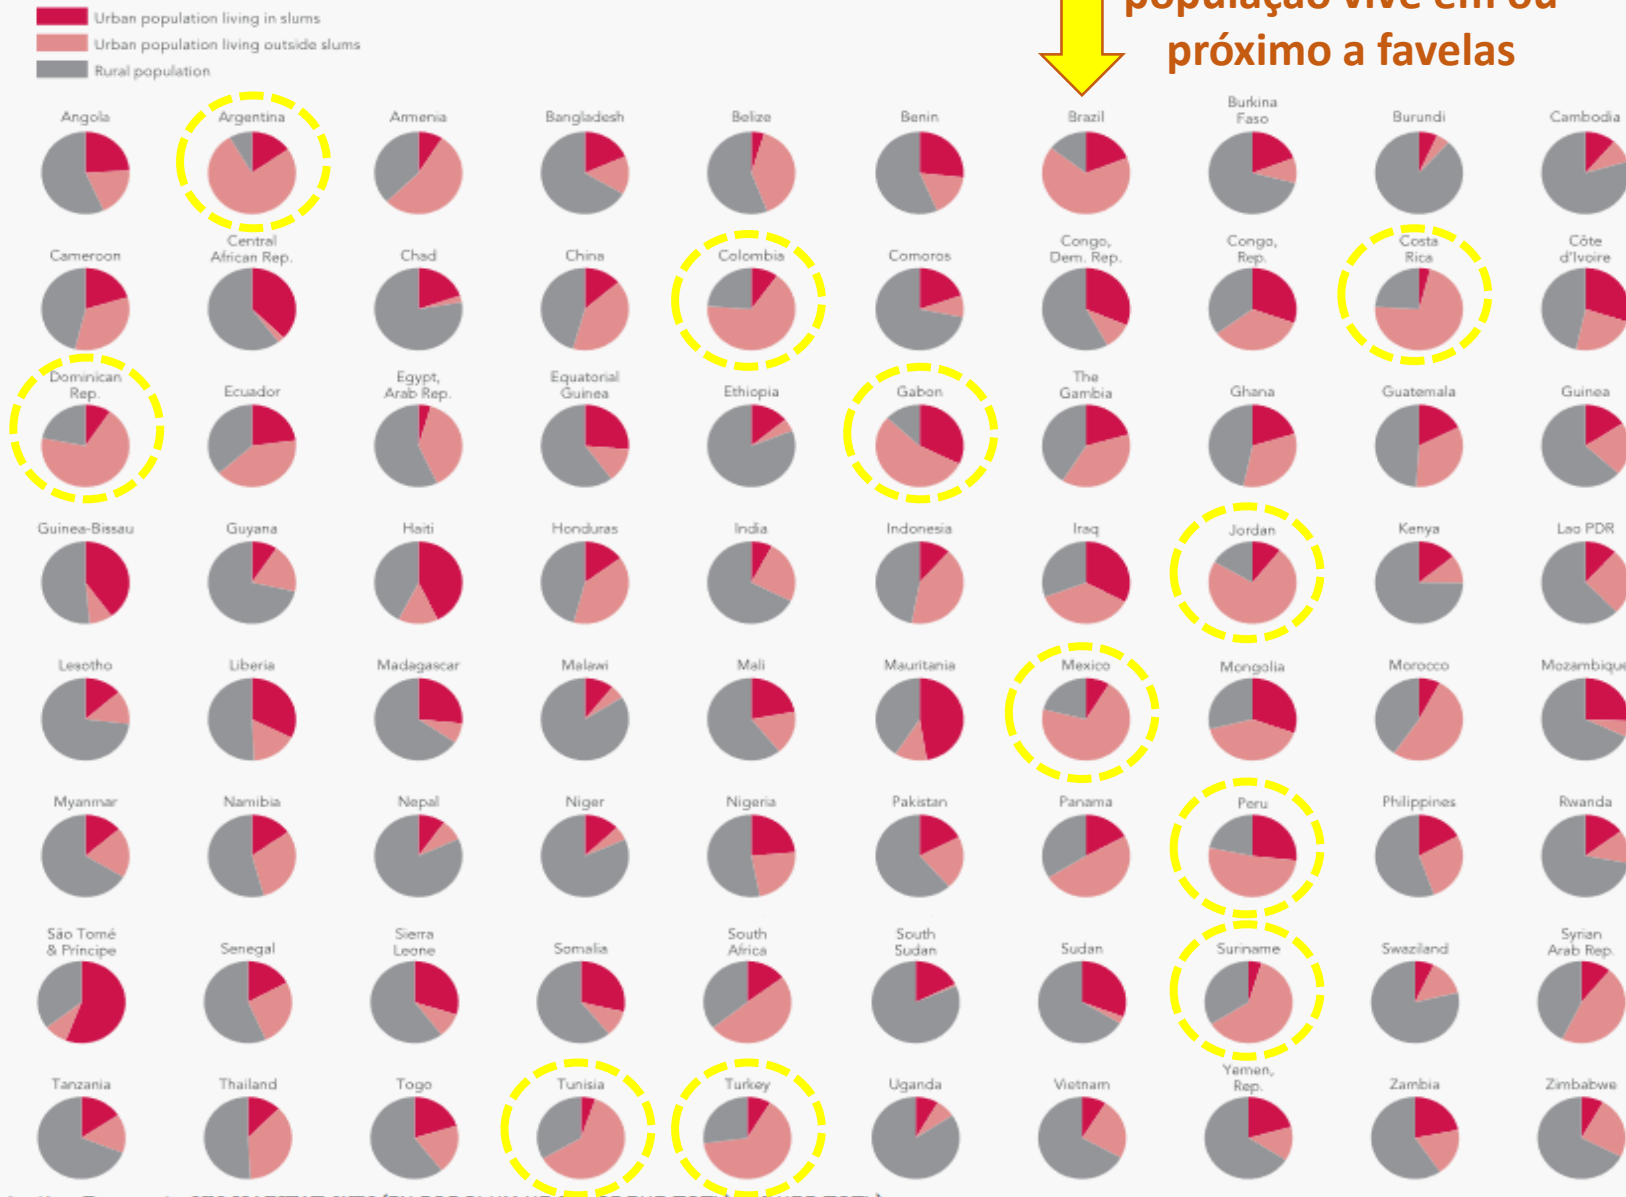 população vive em ou
próximo a favelas
Urban population living in slums
Urban population living outside slums
Rural population
Angola
Argentina
Armenia
Bangladesh
Belize
Benin
Brazil
Burkina
Faso
Burundi
Cambodia
Cameroon
Central
African Rep.
Chad
China
Colombia
Comoros
Congo,
Dem. Rep.
Congo,
Rep.
Costa
Rica
Côte
d'Ivoire
Dominican
Rep.
Ecuador
Egypt,
Arab Rep.
Equatorial
Guinea
Ethiopia
Gabon
The
Gambia
Ghana
Guatemala
Guinea
Guinea-Bissau
Guyana
Haiti
Honduras
India
Indonesia
Iraq
Jordan
Kenya
Lao PDR
Lesotho
Liberia
Madagascar
Malawi
Mali
Mauritania
Mexico
Mongolia
Morocco
Mozambique
Myanmar
Namibia
Nepal
Niger
Nigeria
Pakistan
Panama
Peru
Philippines
Rwanda
São Tomé
& Príncipe
Senegal
Sierra
Leone
Somalia
South
Africa
South
Sudan
Sudan
Suriname
Swaziland
Syrian
Arab Rep.
Tanzania
Thailand
Togo
Tunisia
Turkey
Uganda
Vietnam
Yemen,
Rep.
Zambia
Zimbabwe